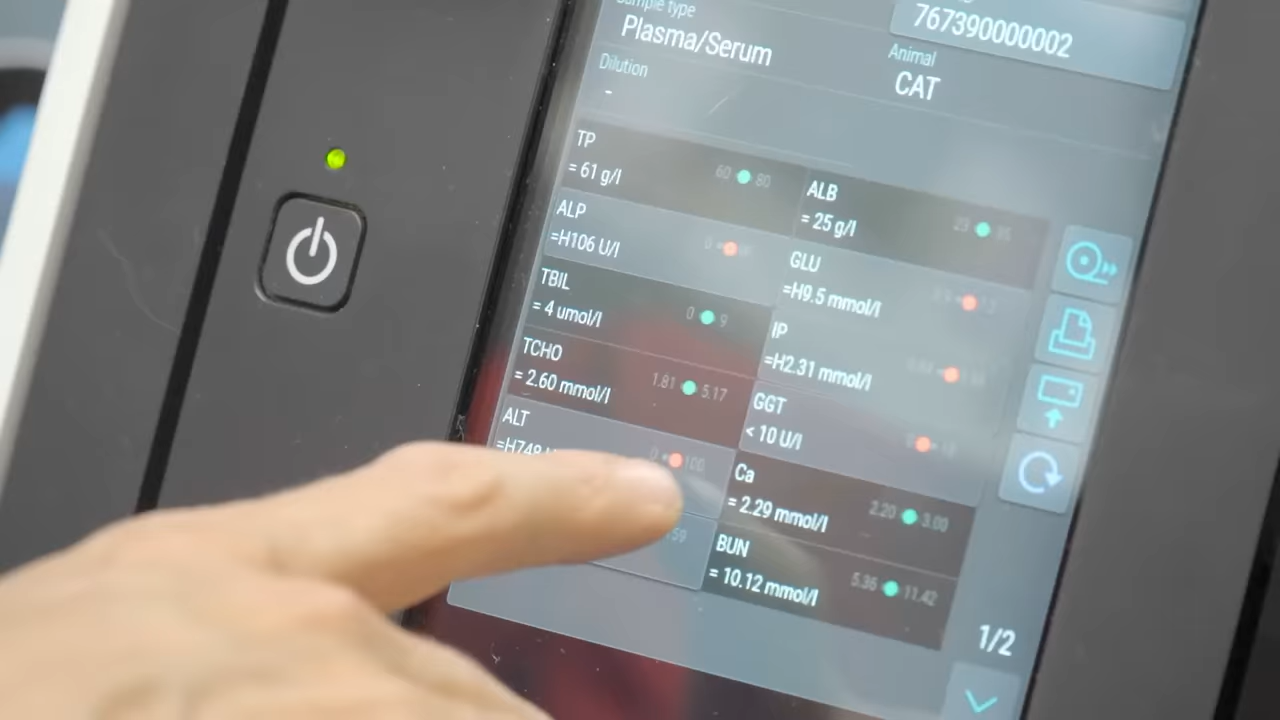 Sample type
Plasma/Serum
767390000002
Dilution
-
Animal
CAT
TP
= 61 g/l
60 80
ALB
= 25 g/l
ALP
=H106 U/l
0
GLU
=H9.5 mmol/l
TBIL
= 4 umol/l
0 9
IP
=H2.31 mmol/l
TCHO
= 2.60 mmol/l
1.81 5.17
GGT
< 10 U/l
ALT
=H748
0 100
Ca
= 2.29 mmol/l
2.20 3.00
BUN
= 10.12 mmol/l
5.36 11.42
1/2